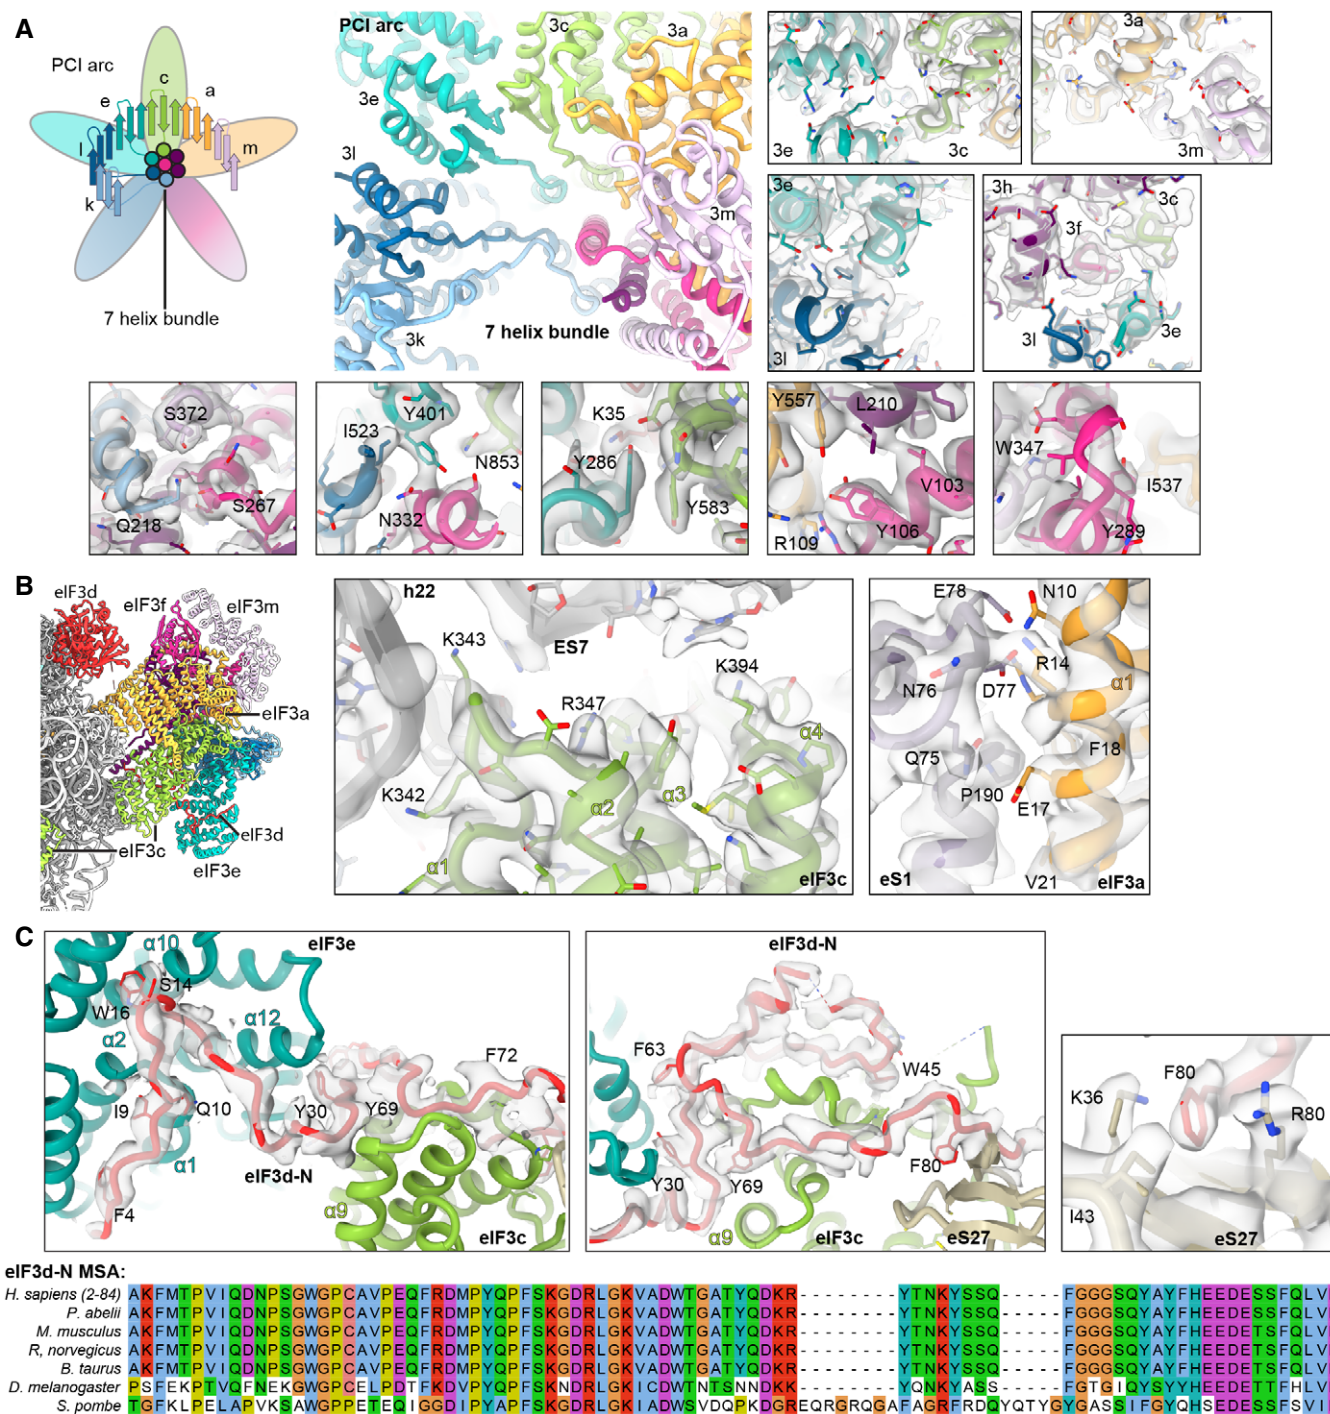 A
PCI arc
c
e
a
l
m
k
7 helix bundle
PCI arc
3c
3a
3e
3l
3m
3k
7 helix bundle
3e
3c
3a
3m
3e
3l
3h
3c
3f
3l
3e
S372
Q218
S267
Y401
I523
N853
N332
K35
Y286
Y583
Y557
L210
V103
R109
Y106
W347
I537
Y289
B
eIF3d
eIF3f
eIF3m
eIF3a
eIF3d
eIF3c
eIF3e
h22
K343
ES7
K394
R347
α4
K342
α3
α2
α1
eIF3c
E78
N10
R14
N76
D77
α1
Q75
F18
P190
E17
V21
eS1
eIF3a
C
α10
eIF3e
S14
W16
α2
α12
F72
I9
Q10
Y30
Y69
α1
eIF3d-N
F4
α9
eIF3c
eIF3d-N
F63
W45
F80
Y30
Y69
α9
eIF3c
eS27
F80
K36
R80
I43
eS27
eIF3d-N MSA:
H. sapiens (2-84) AKFMTPVIQDNPSGWGPCAVPEQFRDMPYQPFSKGDRLGKVADWTGATYQDKR--------YTNKYSSQ-----FGGGSQYAYFHEEDESSFQLV
P. abelii AKFMTPVIQDNPSGWGPCAVPEQFRDMPYQPFSKGDRLGKVADWTGATYQDKR--------YTNKYSSQ-----FGGGSQYAYFHEEDESSFQLV
M. musculus AKFMTPVIQDNPSGWGPCAVPEQFRDMPYQPFSKGDRLGKVADWTGATYQDKR--------YTNKYSSQ-----FGGGSQYAYFHEEDETSFQLV
R, norvegicus AKFMTPVIQDNPSGWGPCAVPEQFRDMPYQPFSKGDRLGKVADWTGATYQDKR--------YTNKYSSQ-----FGGGSQYAYFHEEDETSFQLV
B. taurus AKFMTPVIQDNPSGWGPCAVPEQFRDMPYQPFSKGDRLGKVADWTGATYQDKR--------YTNKYSSQ-----FGGGSQYAYFHEEDESSFQLV
D. melanogaster PSFEKPTVQFNEKGWGPCELPDTFKDVPYQPFSKNDRLGKICDWTNTSNNDKK--------YQNKYASS-----FGTGIQYSYYHEEDETTFHLV
S. pombe TGFKLPELAPVKSAWGPPETEQIGGDIPYAPFSKGDRLGKIADWSVDQPKDGREQRGRQGAFAGRFRDQYQTYGYGASSIFGYQHSEDESSFSVI